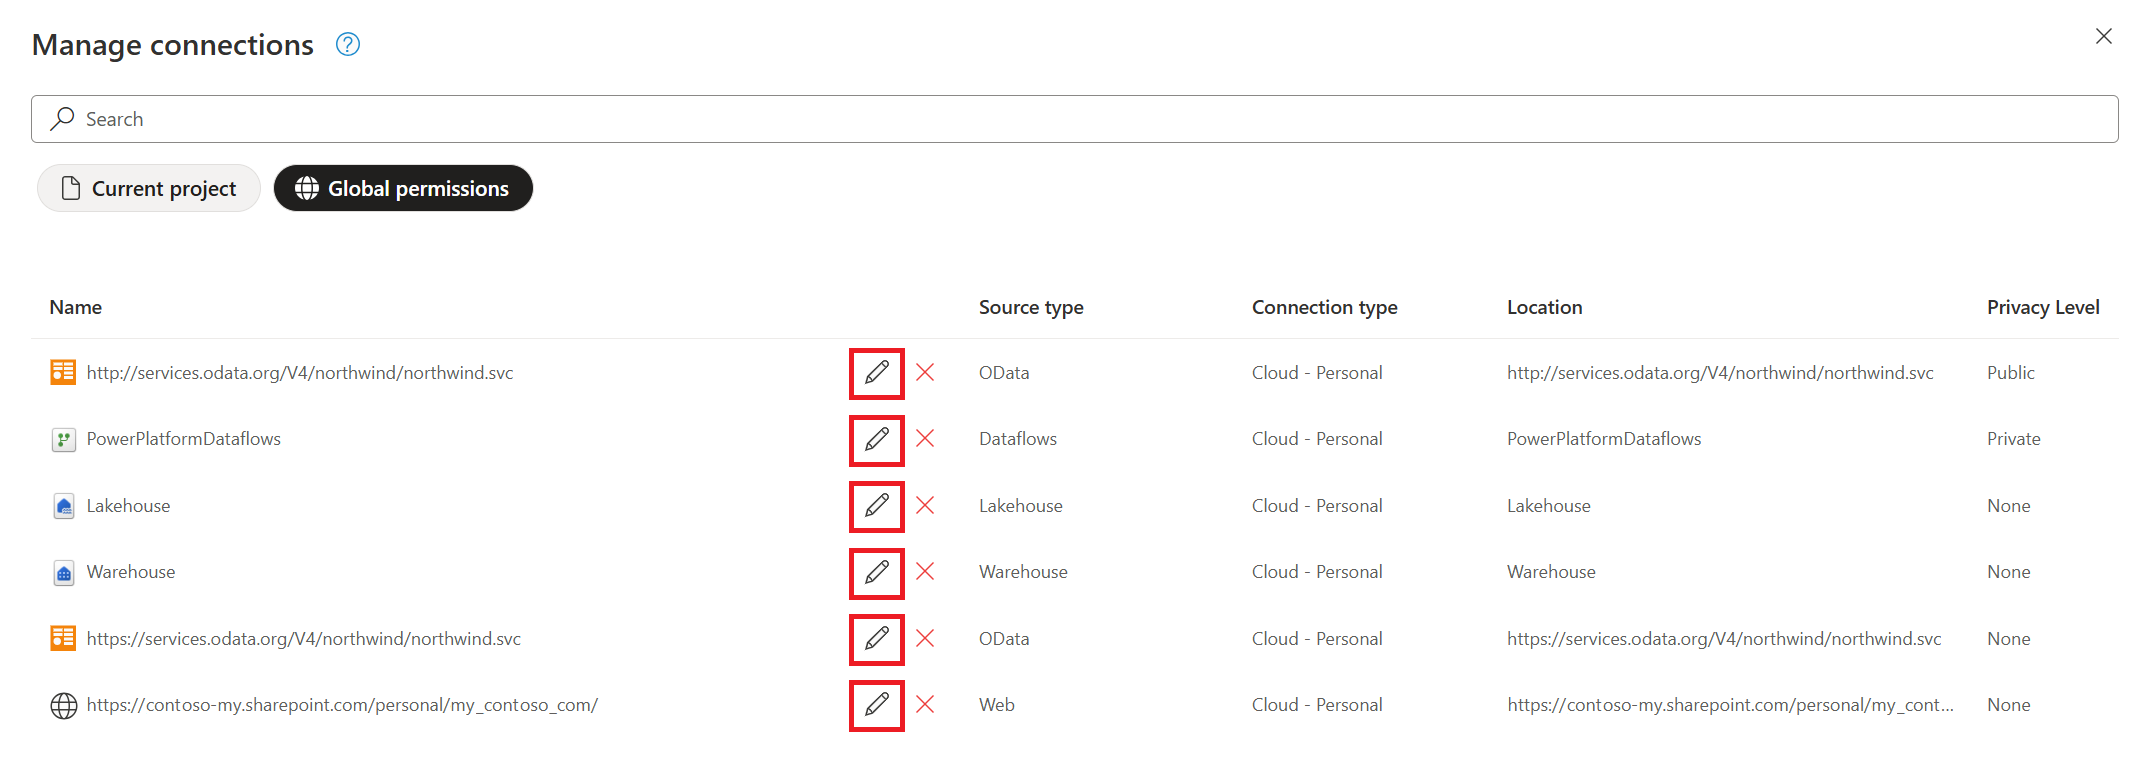 Manage connections
Search
Current project Global permissions
Name Source type Connection type Location Privacy Level
http://services.odata.org/V4/northwind/northwind.svc OData Cloud - Personal http://services.odata.org/V4/northwind/northwind.svc Public
PowerPlatformDataflows Dataflows Cloud - Personal PowerPlatformDataflows Private
Lakehouse Lakehouse Cloud - Personal Lakehouse None
Warehouse Warehouse Cloud - Personal Warehouse None
https://services.odata.org/V4/northwind/northwind.svc OData Cloud - Personal https://services.odata.org/V4/northwind/northwind.svc None
https://contoso-my.sharepoint.com/personal/my_contoso_com/ Web Cloud - Personal https://contoso-my.sharepoint.com/personal/my_cont... None